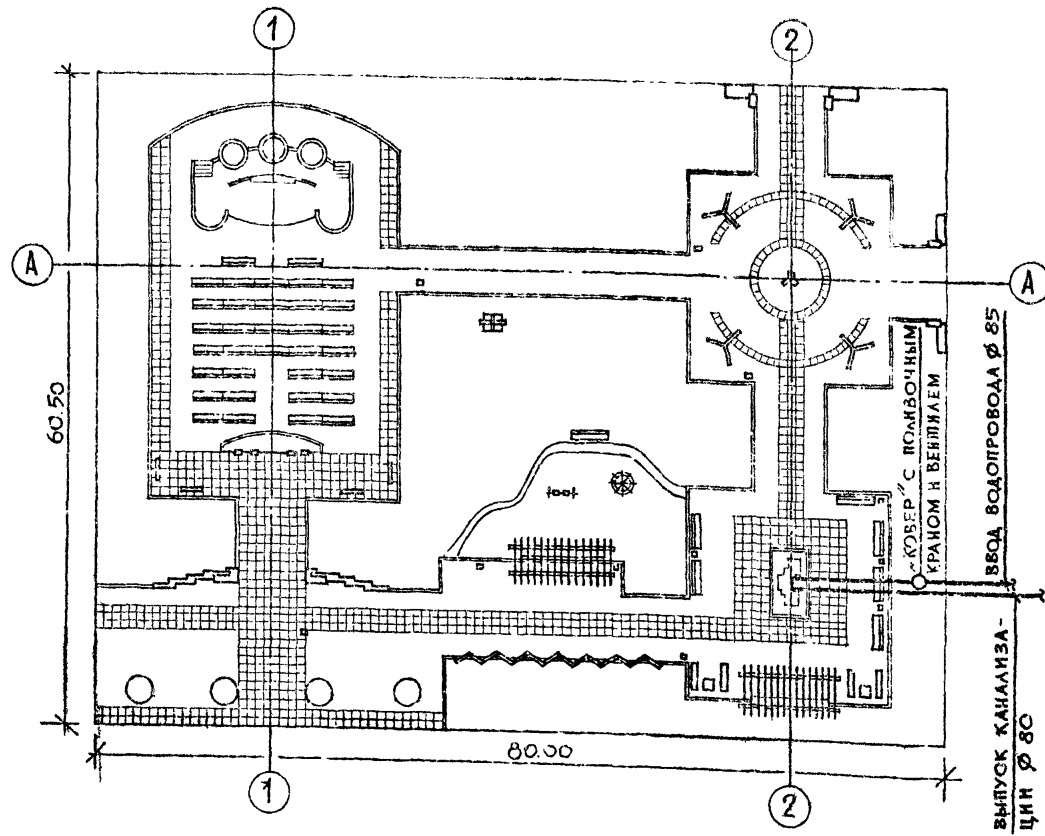 1
2
А
А
60.50
80.00
„КОВЕР" С ПОЛИВОЧНЫМ
КРАНОМ И ВЕНТИЛЕМ
ВВОД ВОДОПРОВОДА Ø 85
ВЫПУСК КАНАЛИЗА-
ЦИИ Ø 80
1
2